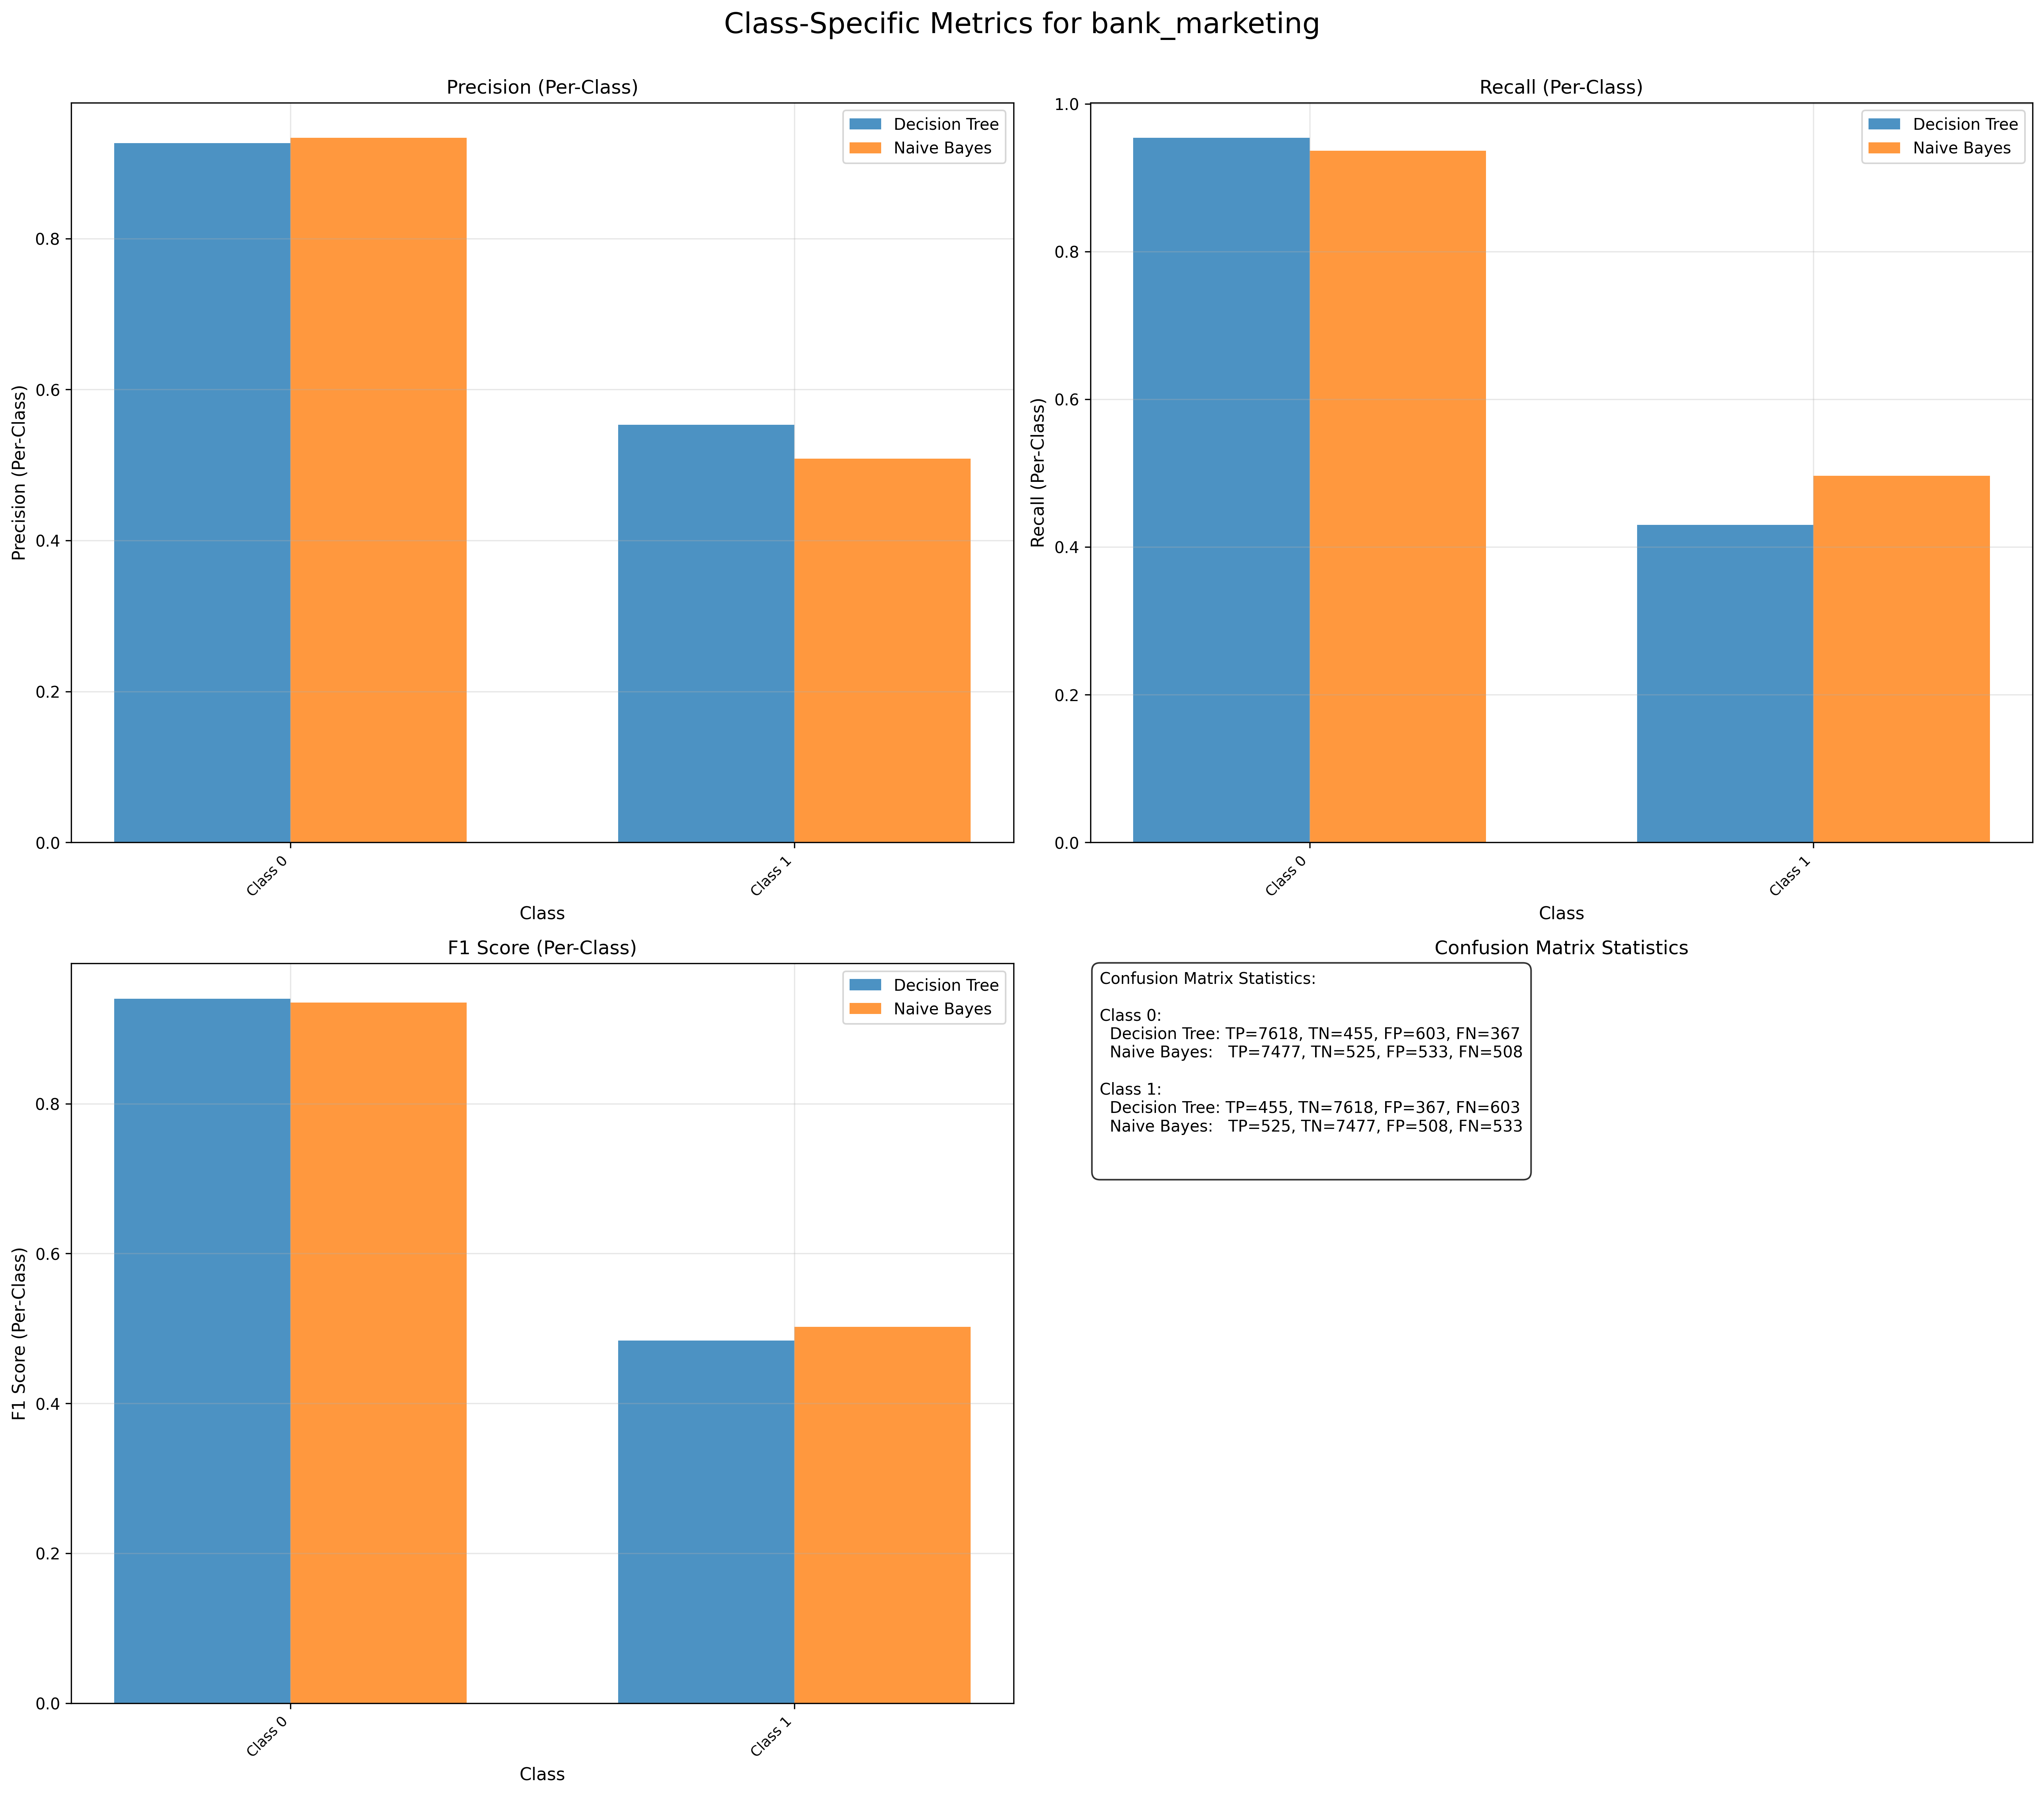 Class-Specific Metrics for bank_marketing
Precision (Per-Class)
Precision (Per-Class)
0.8
0.6
0.4
0.2
0.0
Decision Tree
Naive Bayes
Class 0
Class 1
Class
Recall (Per-Class)
Recall (Per-Class)
1.0
0.8
0.6
0.4
0.2
0.0
Decision Tree
Naive Bayes
Class 0
Class 1
Class
F1 Score (Per-Class)
F1 Score (Per-Class)
0.8
0.6
0.4
0.2
0.0
Decision Tree
Naive Bayes
Class 0
Class 1
Class
Confusion Matrix Statistics
Confusion Matrix Statistics:
Class 0:
Decision Tree: TP=7618, TN=455, FP=603, FN=367
Naive Bayes: TP=7477, TN=525, FP=533, FN=508
Class 1:
Decision Tree: TP=455, TN=7618, FP=367, FN=603
Naive Bayes: TP=525, TN=7477, FP=508, FN=533